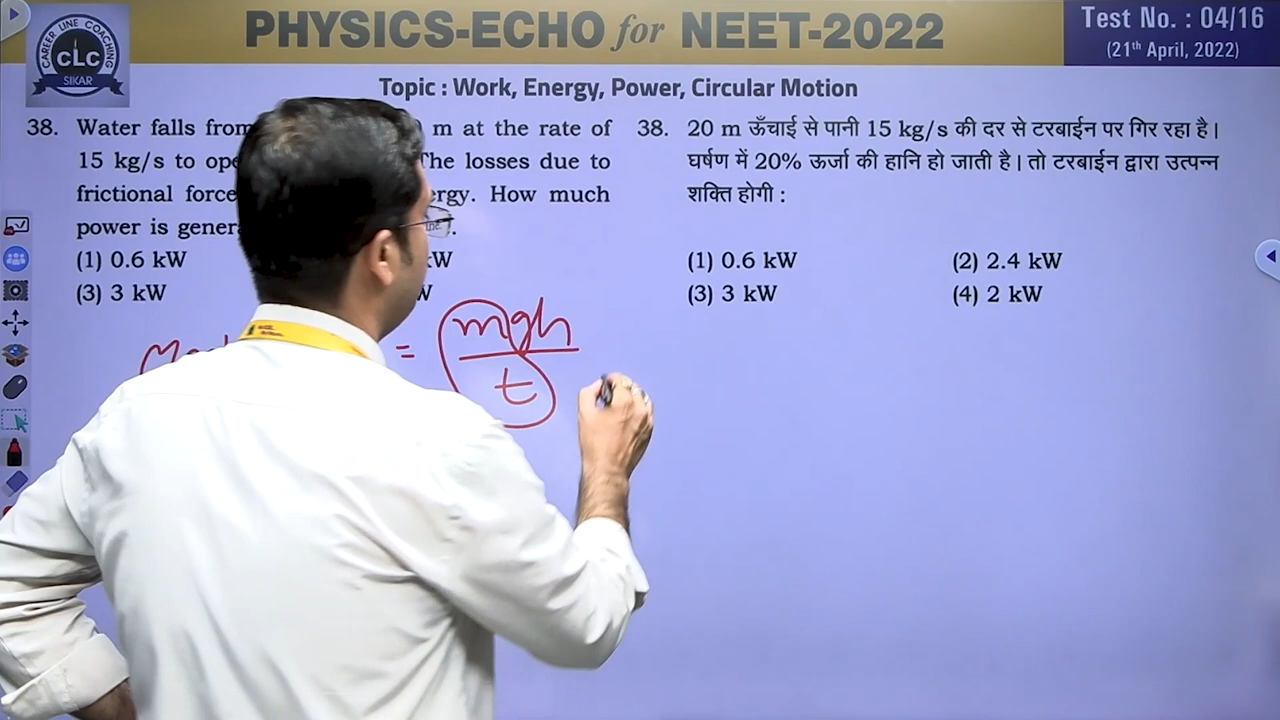 PHYSICS-ECHO for NEET-2022
Test No. : 04/16
(21th April, 2022)
CAREER LINE COACHING
CLC
SIKAR
Topic : Work, Energy, Power, Circular Motion
38. Water falls from m at the rate of
15 kg/s to The losses due to
frictional How much
power is
(1) 0.6 kW kW
(3) 3 kW
= mgh
t
38. 20 m ऊँचाई से पानी 15 kg/s की दर से टरबाईन पर गिर रहा है।
घर्षण में 20% ऊर्जा की हानि हो जाती है। तो टरबाईन द्वारा उत्पन्न
शक्ति होगी :
(1) 0.6 kW (2) 2.4 kW
(3) 3 kW (4) 2 kW